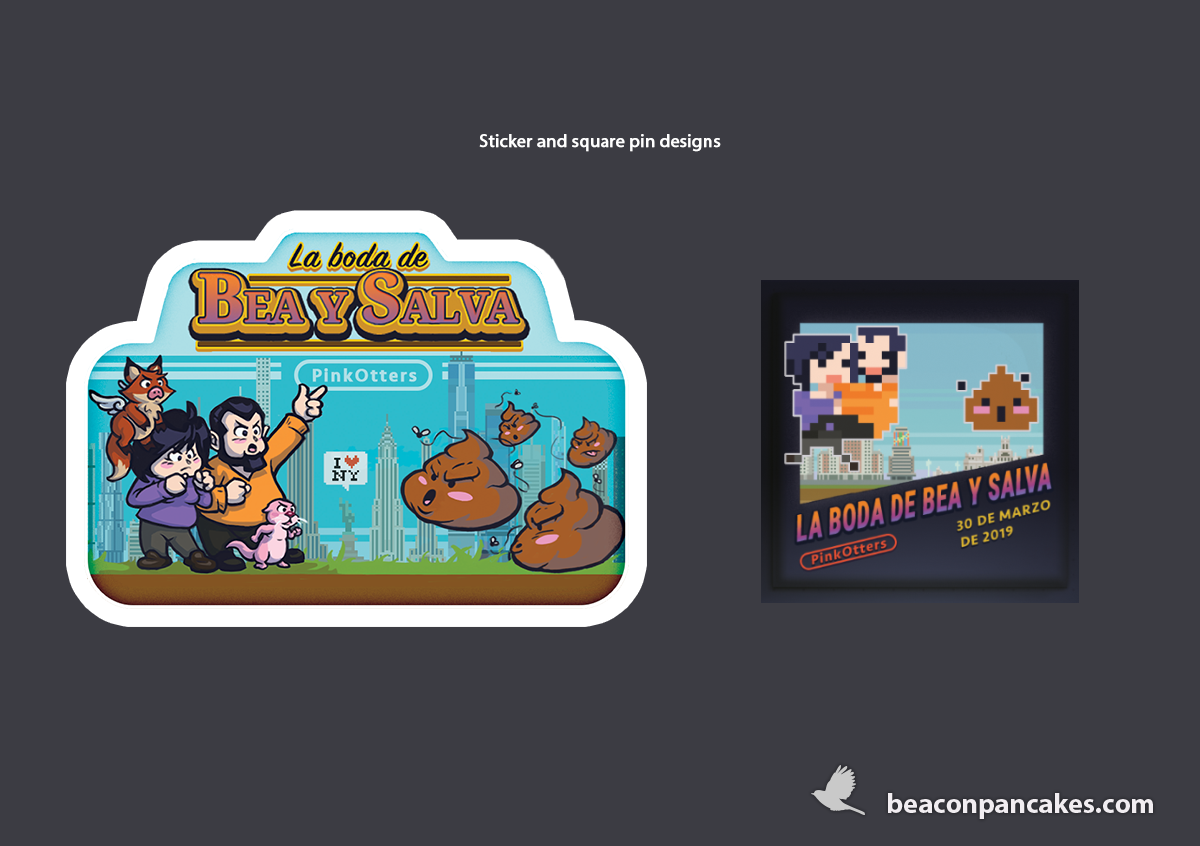 Sticker and square pin designs
La boda de
BEA Y SALVA
PinkOtters
I ♥
NY
LA BODA DE BEA Y SALVA
30 DE MARZO
DE 2019
PinkOtters
beaconpancakes.com